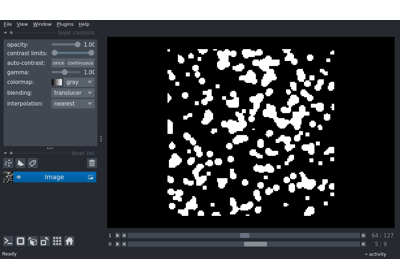 File View Window Plugins Help
layer controls
opacity: 1.00
contrast limits:
auto-contrast: once continuous
gamma: 1.00
colormap: gray
blending: translucer
interpolation: nearest
layer list
Image
1 64 127
0 5 9
Ready
activity